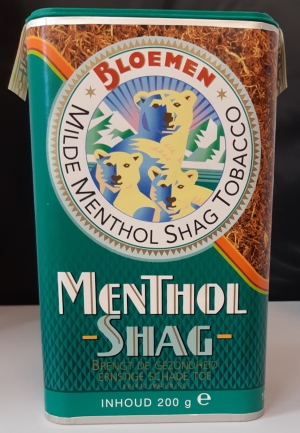 BLOEMEN
MILDE MENTHOL SHAG TOBACCO
MENTHOL
-SHAG-
BRENGT DE GEZONDHEID
ERNSTIGE SCHADE TOE
INHOUD 200 g e